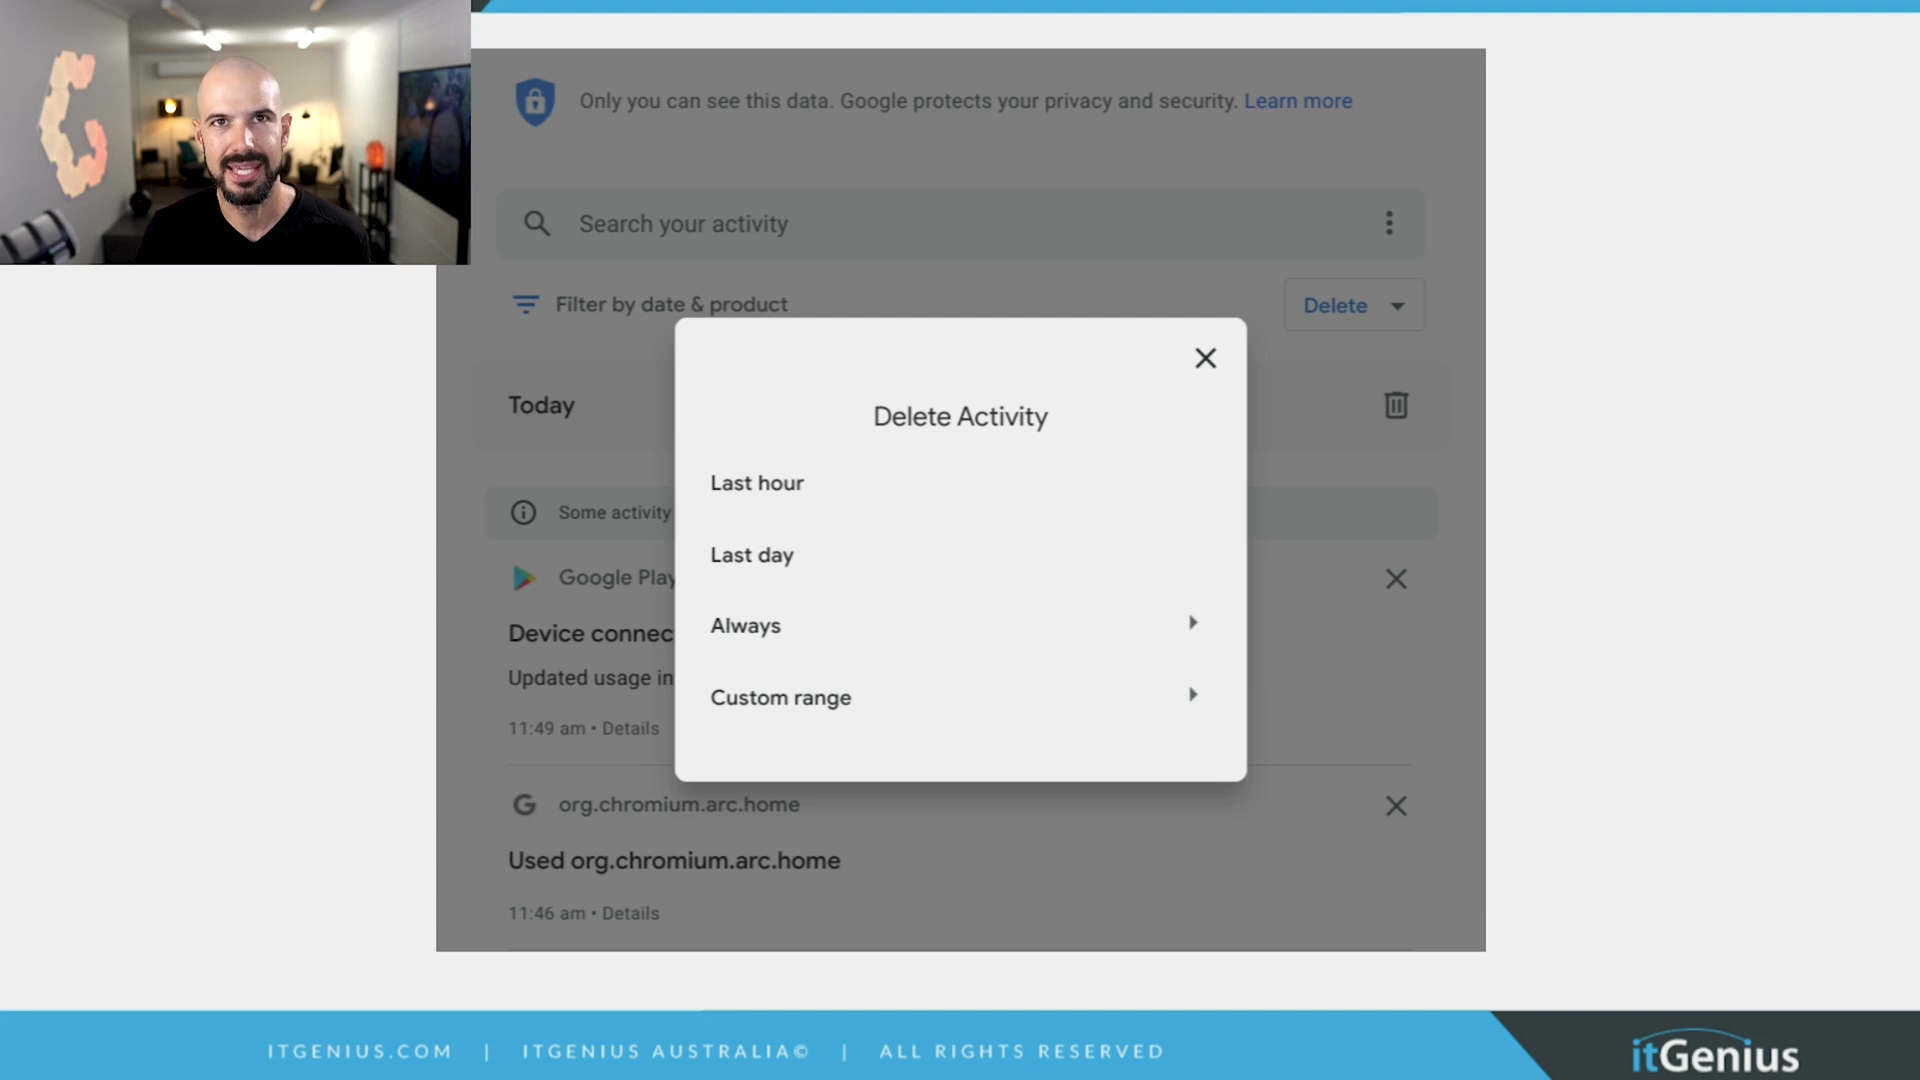 Only you can see this data. Google protects your privacy and security. Learn more
Search your activity
Filter by date & product
Delete
Today
Delete Activity
Last hour
Last day
Always
Custom range
Some activity
Google Play
Device connec
Updated usage in
11:49 am • Details
org.chromium.arc.home
Used org.chromium.arc.home
11:46 am • Details
ITGENIUS.COM | ITGENIUS AUSTRALIA© | ALL RIGHTS RESERVED
itGenius